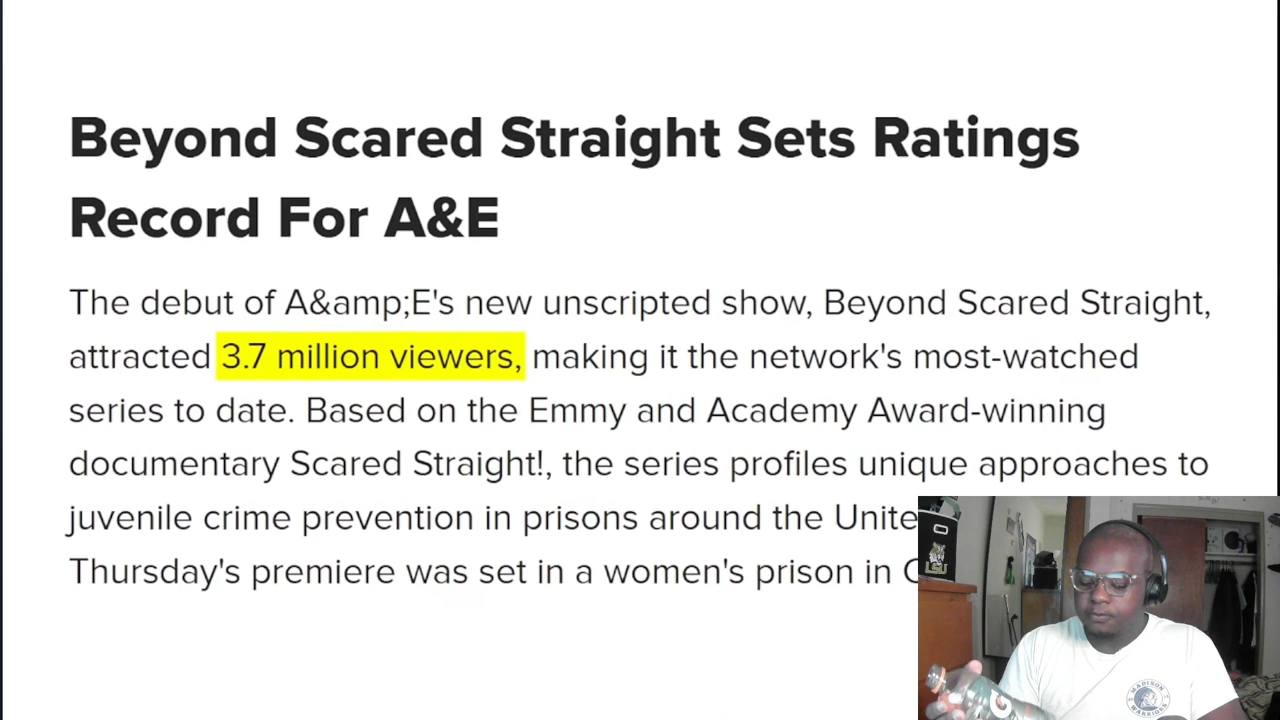 Beyond Scared Straight Sets Ratings
Record For A&E
The debut of A&amp;E's new unscripted show, Beyond Scared Straight,
attracted 3.7 million viewers, making it the network's most-watched
series to date. Based on the Emmy and Academy Award-winning
documentary Scared Straight!, the series profiles unique approaches to
juvenile crime prevention in prisons around the Unite
Thursday's premiere was set in a women's prison in
LSU
MADISON
WARRIORS